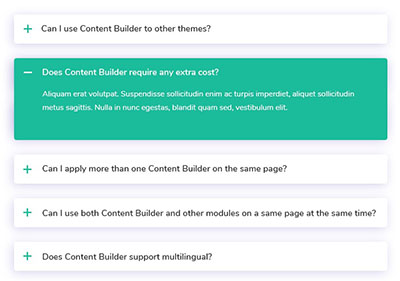 Can I use Content Builder to other themes?
Does Content Builder require any extra cost?
Aliquam erat volutpat. Suspendisse sollicitudin enim ac turpis imperdiet, aliquet sollicitudin
metus sagittis. Nulla in nunc egestas, blandit quam sed, vestibulum elit.
Can I apply more than one Content Builder on the same page?
Can I use both Content Builder and other modules on a same page at the same time?
Does Content Builder support multilingual?